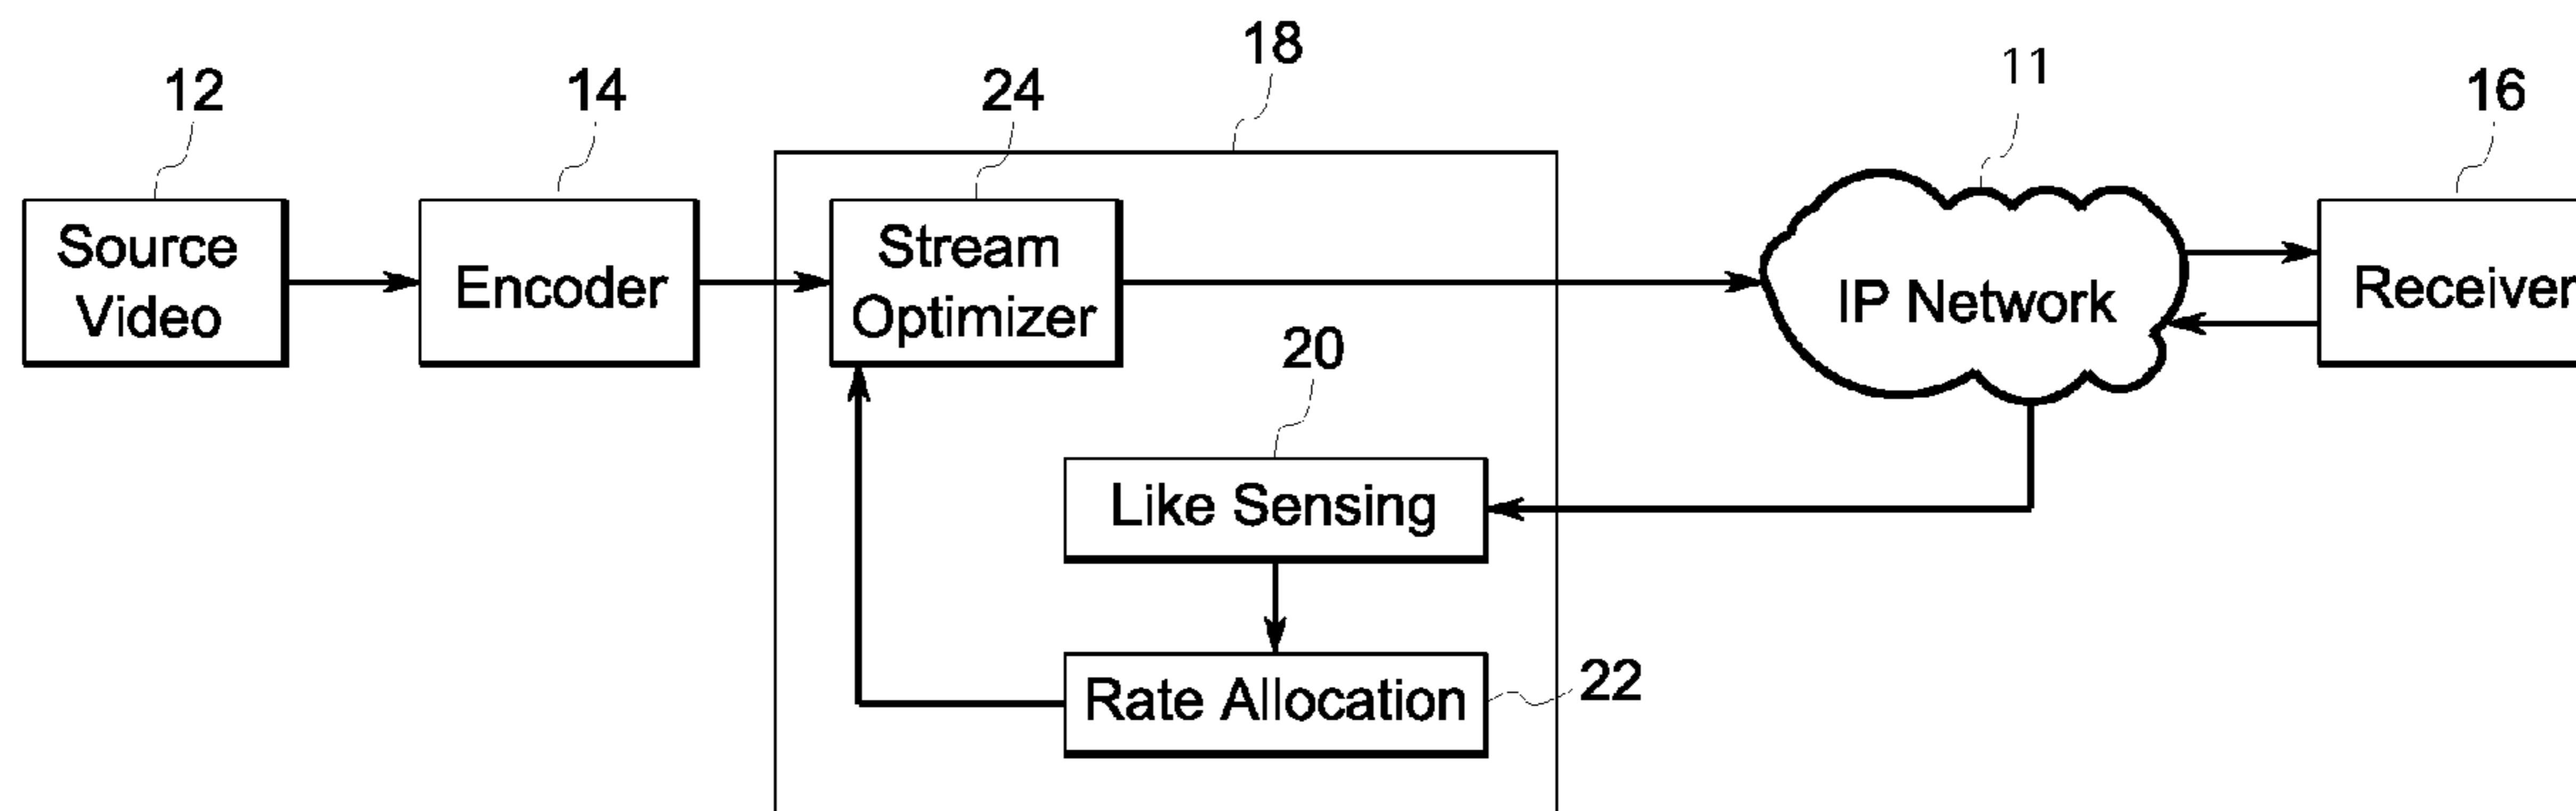 18
12
14
24
11
16
Source
Video
Encoder
Stream
Optimizer
IP Network
Receiver
20
Like Sensing
Rate Allocation
22